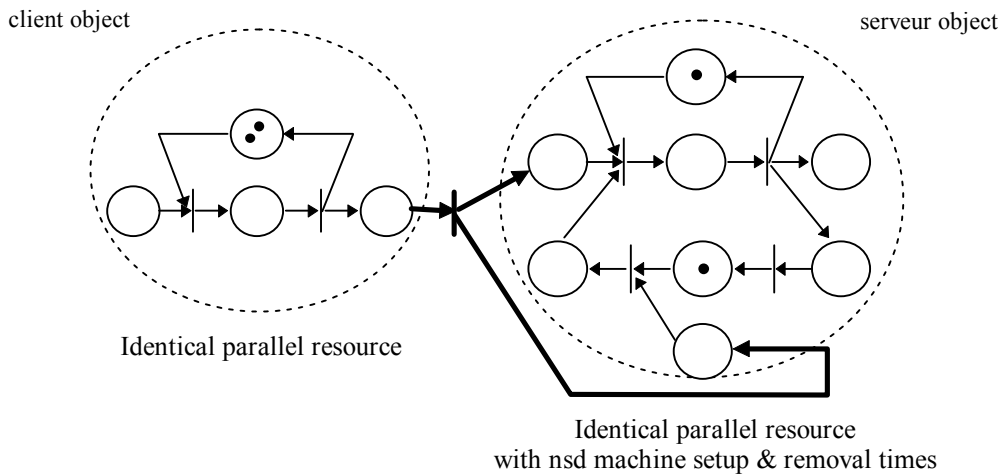 client object
serveur object
Identical parallel resource
Identical parallel resource
with nsd machine setup & removal times